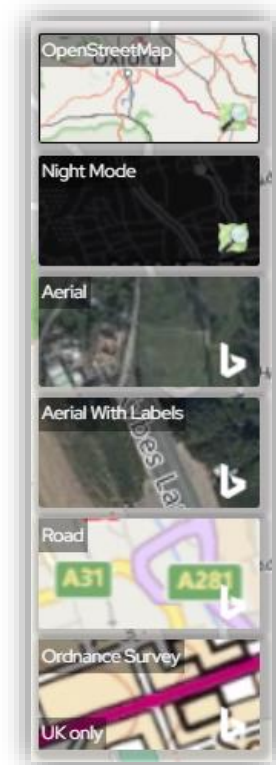 OpenStreetMap
Oxford
Night Mode
Aerial
Aerial With Labels
Road
A31
A281
Ordnance Survey
UK only